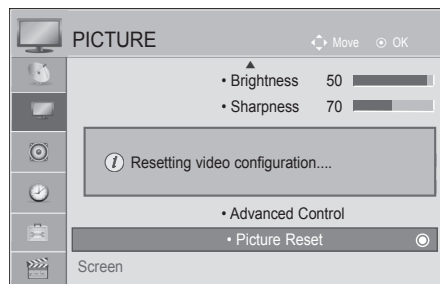 PICTURE Move OK
• Brightness 50
• Sharpness 70
i Resetting video configuration....
• Advanced Control
• Picture Reset
Screen